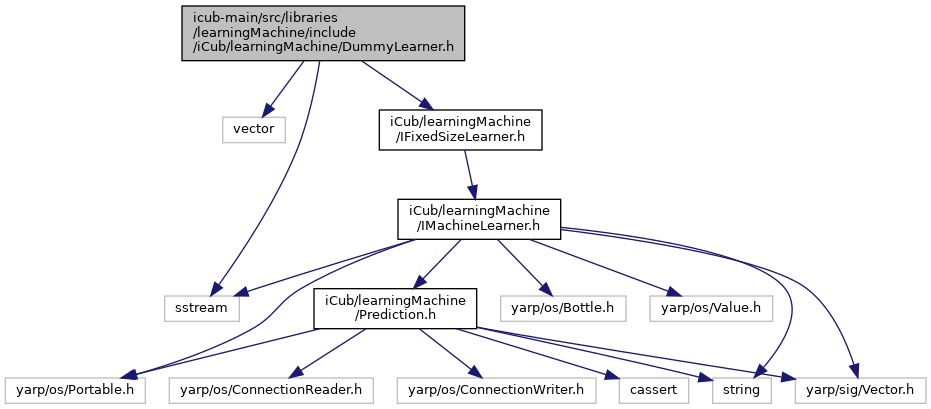 icub-main/src/libraries
/learningMachine/include
/iCub/learningMachine/DummyLearner.h
vector
iCub/learningMachine
/IFixedSizeLearner.h
iCub/learningMachine
/IMachineLearner.h
sstream
iCub/learningMachine
/Prediction.h
yarp/os/Bottle.h
yarp/os/Value.h
yarp/os/Portable.h
yarp/os/ConnectionReader.h
yarp/os/ConnectionWriter.h
cassert
string
yarp/sig/Vector.h